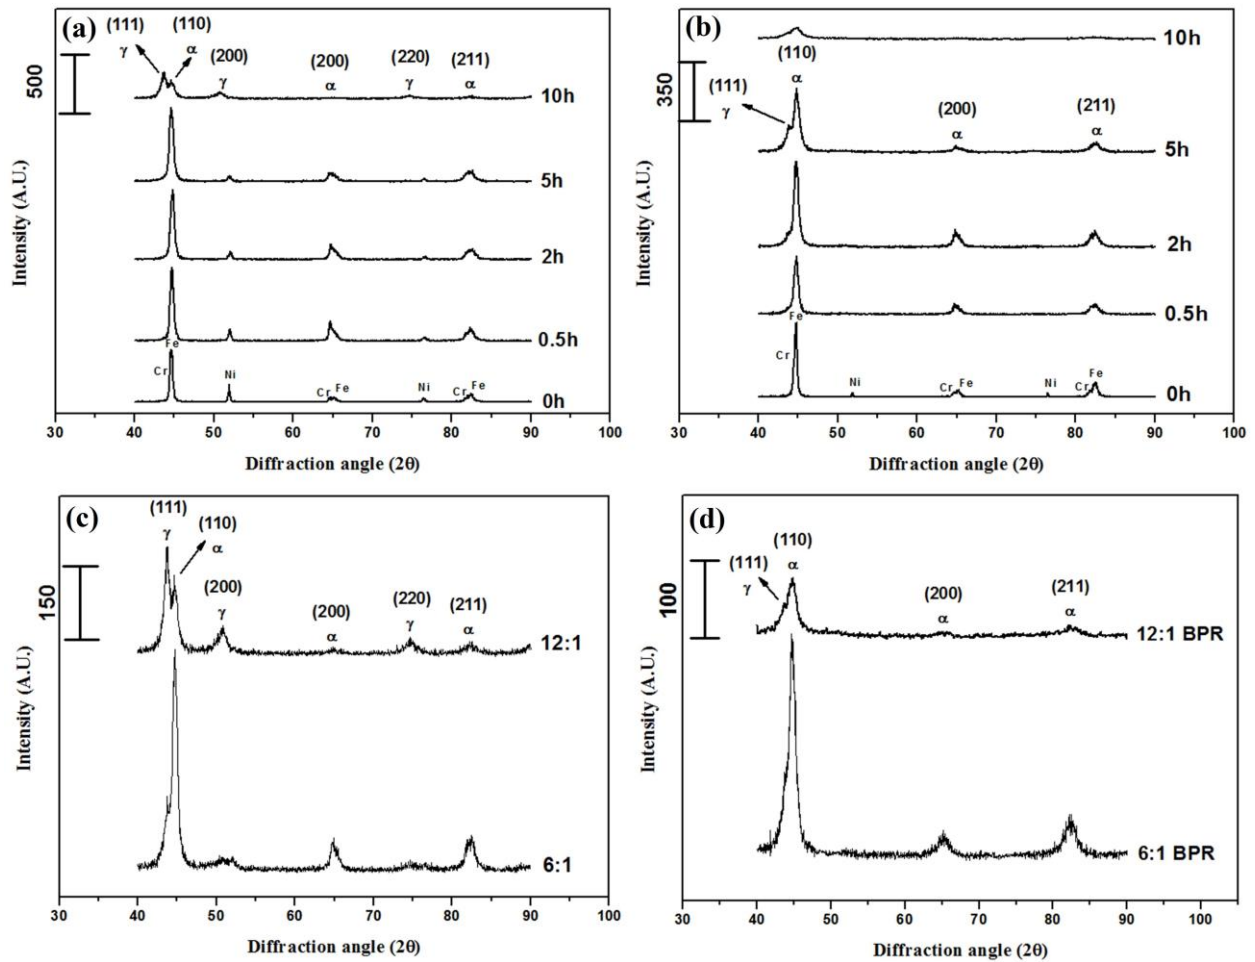 (a)
(111)
γ
(110)
α
(200)
γ
(200)
α
(220)
γ
(211)
α
500
10h
5h
2h
0.5h
0h
Fe
Cr
Ni
Cr
Fe
Ni
Cr
Fe
Intensity (A.U.)
30 40 50 60 70 80 90 100
Diffraction angle (2θ)
(b)
10h
(110)
α
350
(111)
γ
(200)
α
(211)
α
5h
2h
0.5h
0h
Fe
Cr
Ni
Cr
Fe
Ni
Cr
Fe
Intensity (A.U.)
30 40 50 60 70 80 90 100
Diffraction angle (2θ)
(c)
(111)
γ
(110)
α
(200)
γ
(200)
α
(220)
γ
(211)
α
150
12:1
6:1
Intensity (A.U.)
30 40 50 60 70 80 90 100
Diffraction angle (2θ)
(d)
(110)
α
(111)
γ
(200)
α
(211)
α
100
12:1 BPR
6:1 BPR
Intensity (A.U.)
30 40 50 60 70 80 90 100
Diffraction angle (2θ)